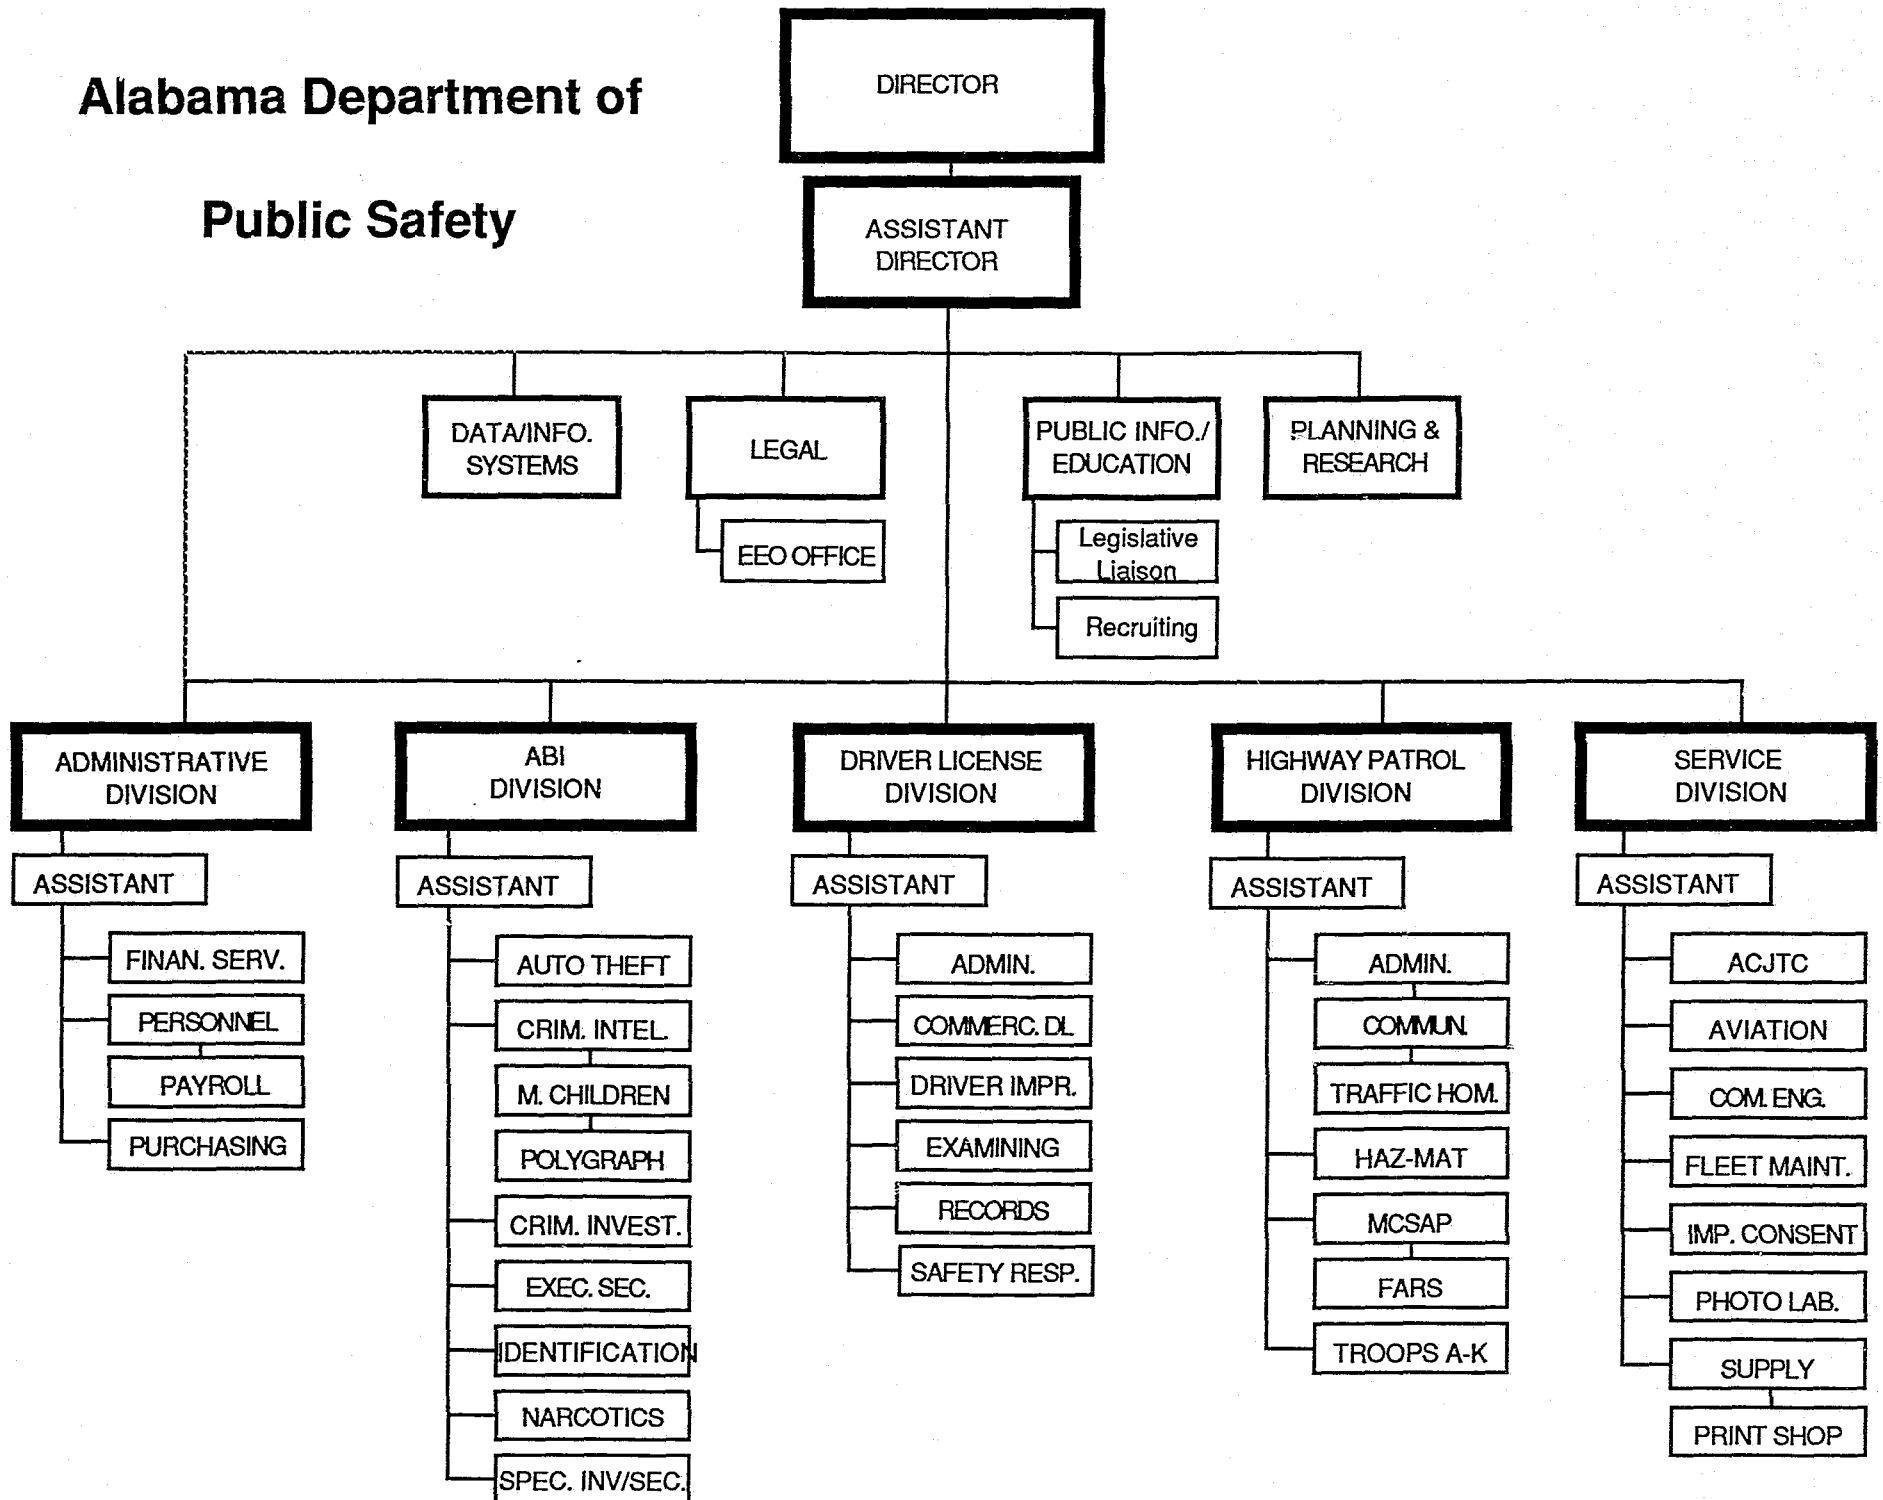 Alabama Department of
Public Safety
DIRECTOR
ASSISTANT
DIRECTOR
DATA/INFO.
SYSTEMS
LEGAL
EEO OFFICE
PUBLIC INFO./
EDUCATION
Legislative
Liaison
Recruiting
PLANNING &
RESEARCH
ADMINISTRATIVE
DIVISION
ASSISTANT
FINAN. SERV.
PERSONNEL
PAYROLL
PURCHASING
ABI
DIVISION
ASSISTANT
AUTO THEFT
CRIM. INTEL.
M. CHILDREN
POLYGRAPH
CRIM. INVEST.
EXEC. SEC.
IDENTIFICATION
NARCOTICS
SPEC. INV/SEC.
DRIVER LICENSE
DIVISION
ASSISTANT
ADMIN.
COMMERC. DL
DRIVER IMPR.
EXAMINING
RECORDS
SAFETY RESP.
HIGHWAY PATROL
DIVISION
ASSISTANT
ADMIN.
COMMUN.
TRAFFIC HOM.
HAZ-MAT
MCSAP
FARS
TROOPS A-K
SERVICE
DIVISION
ASSISTANT
ACJTC
AVIATION
COM. ENG.
FLEET MAINT.
IMP. CONSENT
PHOTO LAB.
SUPPLY
PRINT SHOP